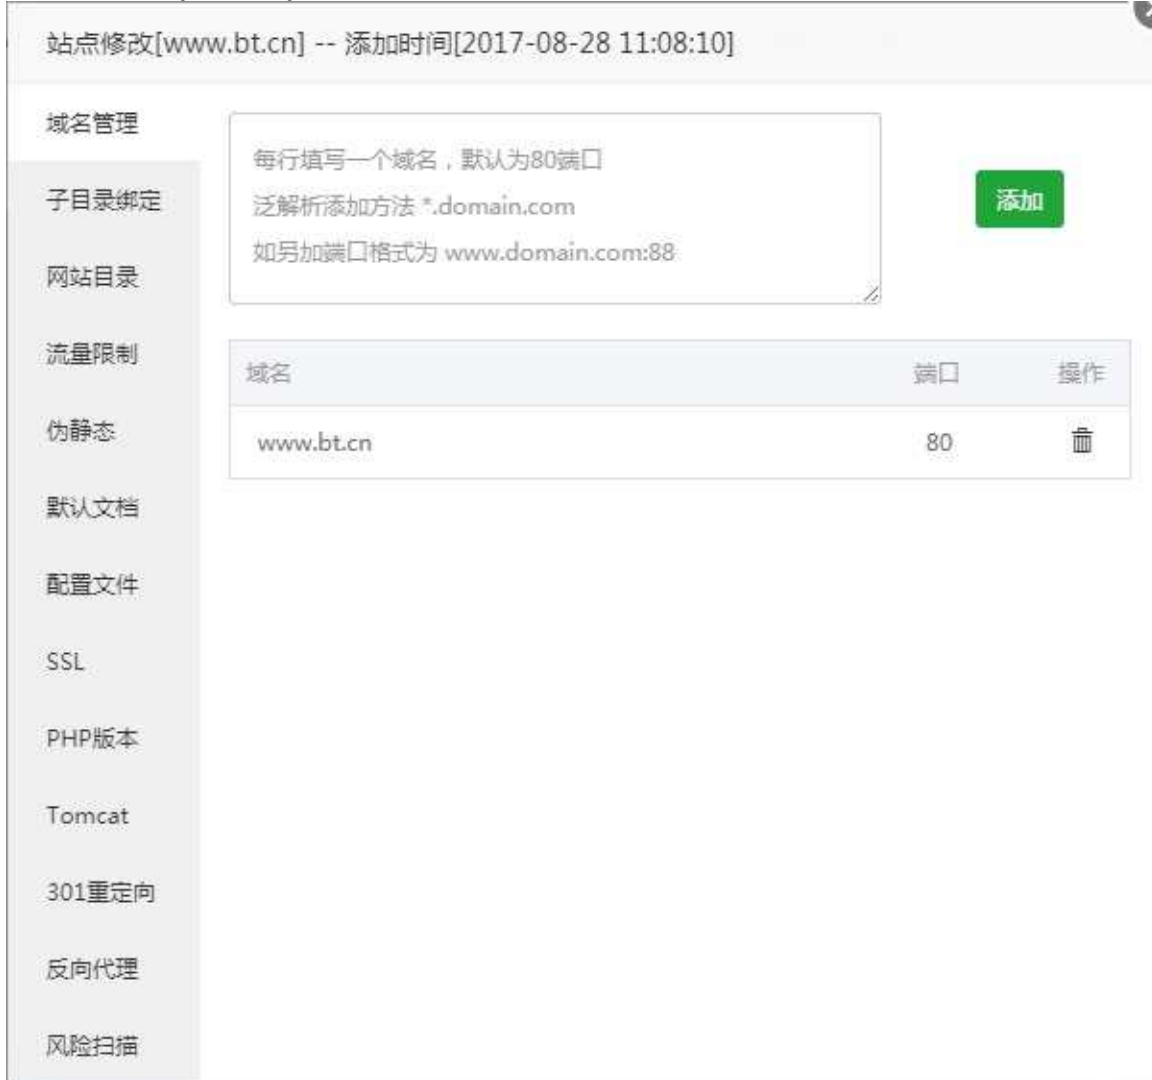 站点修改[www.bt.cn] -- 添加时间[2017-08-28 11:08:10]
域名管理
子目录绑定
网站目录
流量限制
伪静态
默认文档
配置文件
SSL
PHP版本
Tomcat
301重定向
反向代理
风险扫描
每行填写一个域名，默认为80端口
泛解析添加方法 *.domain.com
如另加端口格式为 www.domain.com:88
添加
域名 端口 操作
www.bt.cn 80